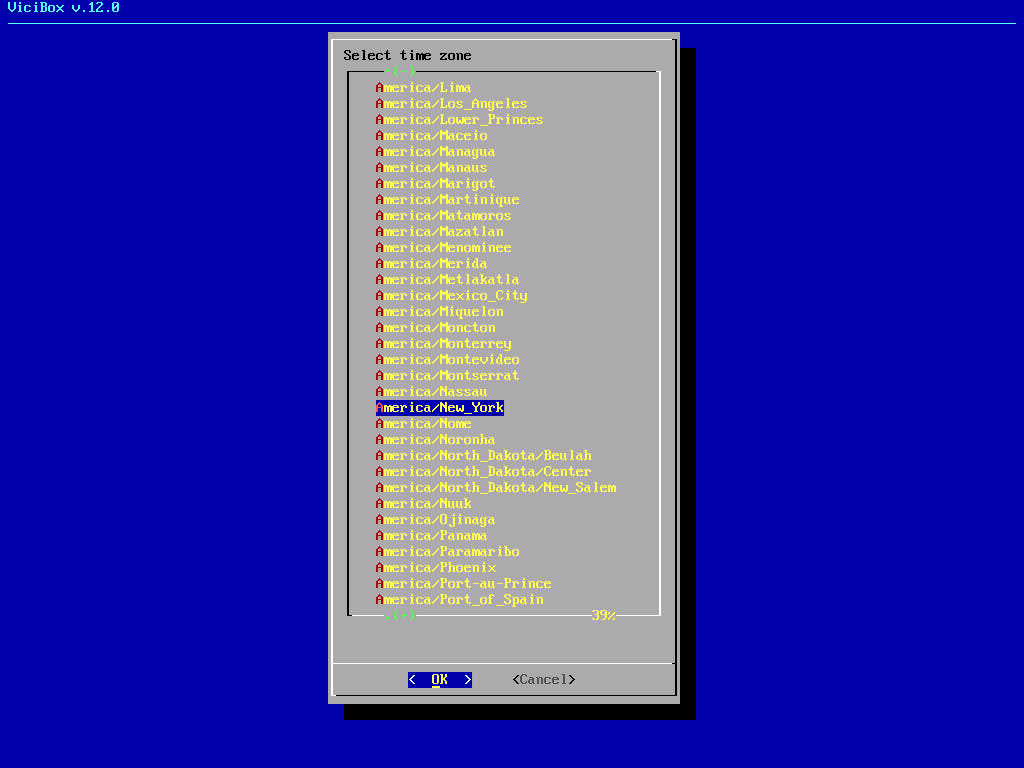 ViciBox v.12.0
Select time zone
^(-)
America/Lima
America/Los_Angeles
America/Lower_Princes
America/Maceio
America/Managua
America/Manaus
America/Marigot
America/Martinique
America/Matamoros
America/Mazatlan
America/Menominee
America/Merida
America/Metlakatla
America/Mexico_City
America/Miquelon
America/Moncton
America/Monterrey
America/Montevideo
America/Montserrat
America/Nassau
America/New_York
America/Nome
America/Noronha
America/North_Dakota/Beulah
America/North_Dakota/Center
America/North_Dakota/New_Salem
America/Nuuk
America/Ojinaga
America/Panama
America/Paramaribo
America/Phoenix
America/Port-au-Prince
America/Port_of_Spain
(+) 39%
< OK > <Cancel>